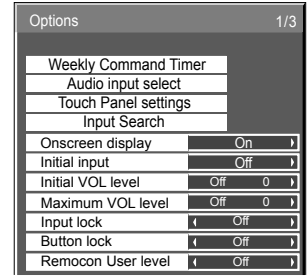 Options 1/3
Weekly Command Timer
Audio input select
Touch Panel settings
Input Search
Onscreen display On
Initial input Off
Initial VOL level Off 0
Maximum VOL level Off 0
Input lock Off
Button lock Off
Remocon User level Off